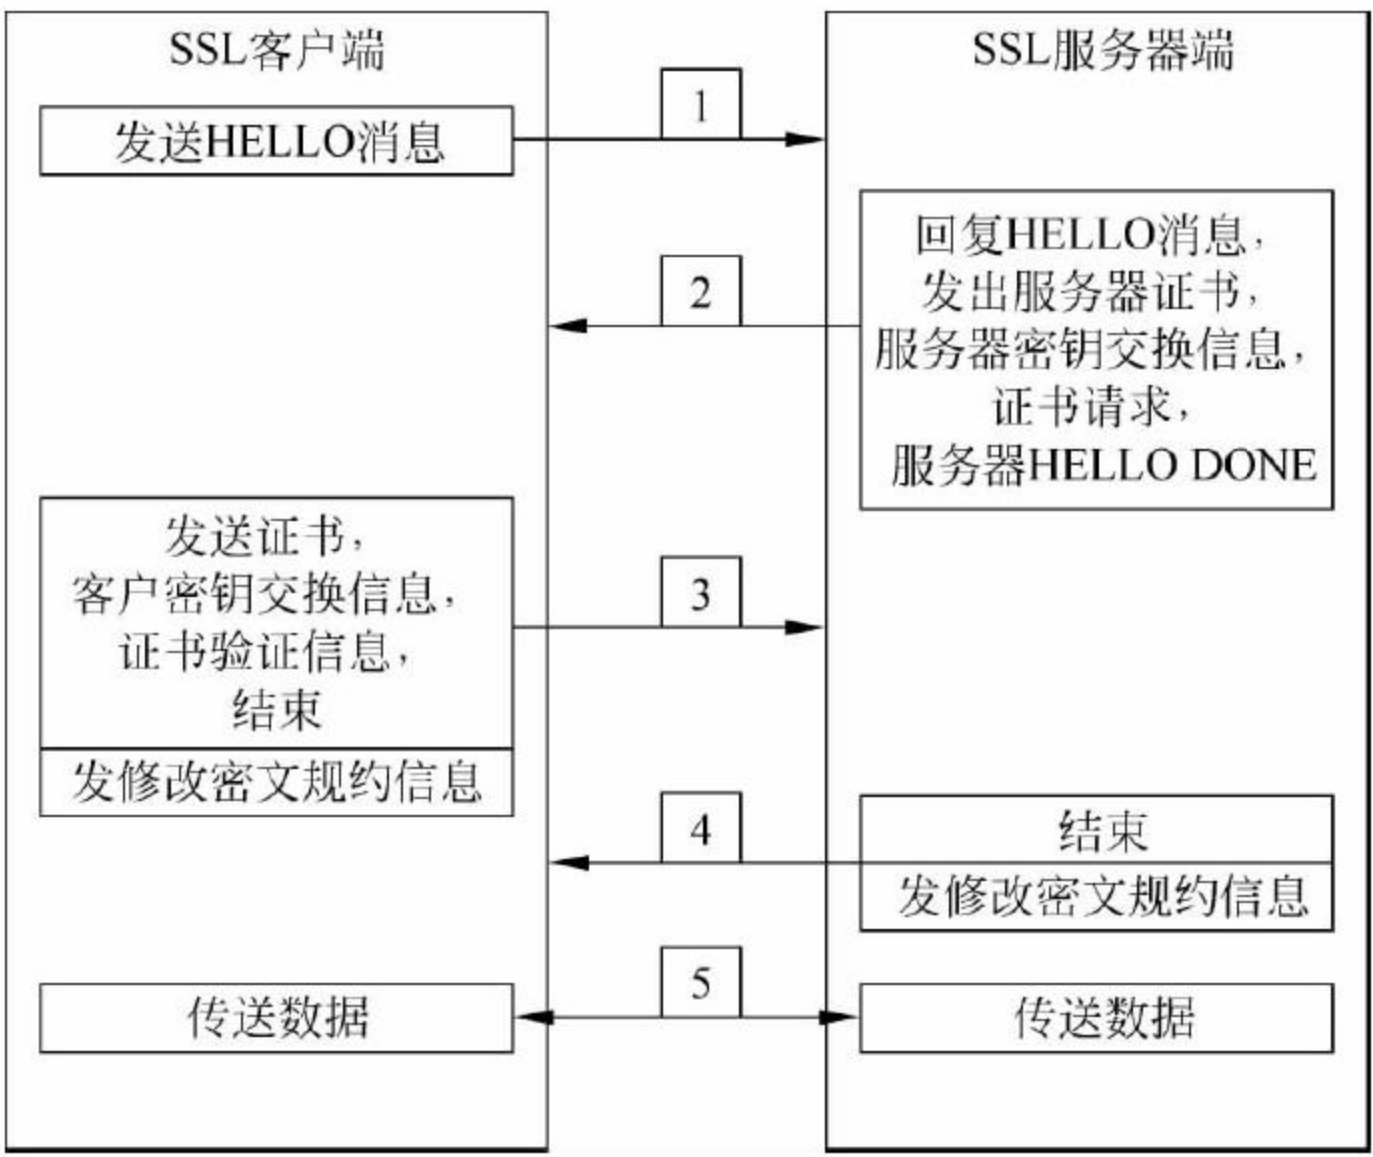 SSL客户端
SSL服务器端
发送HELLO消息
1
回复HELLO消息，
发出服务器证书，
服务器密钥交换信息，
证书请求，
服务器HELLO DONE
2
发送证书，
客户密钥交换信息，
证书验证信息，
结束
发修改密文规约信息
3
4
结束
发修改密文规约信息
传送数据
5
传送数据